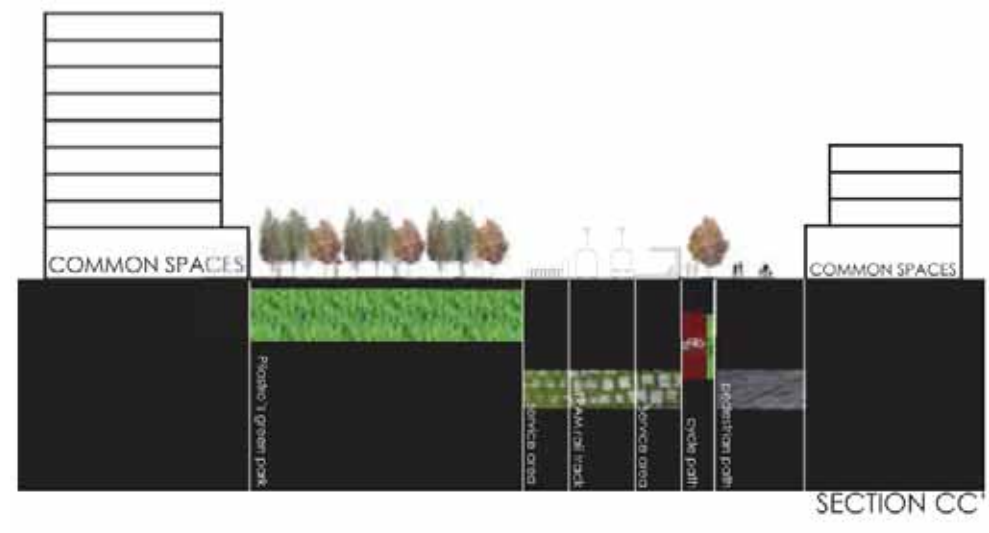 COMMON SPACES
COMMON SPACES
Pilastro's green park
service area
TRAM rail track
service area
cycle path
pedestrian path
SECTION CC'